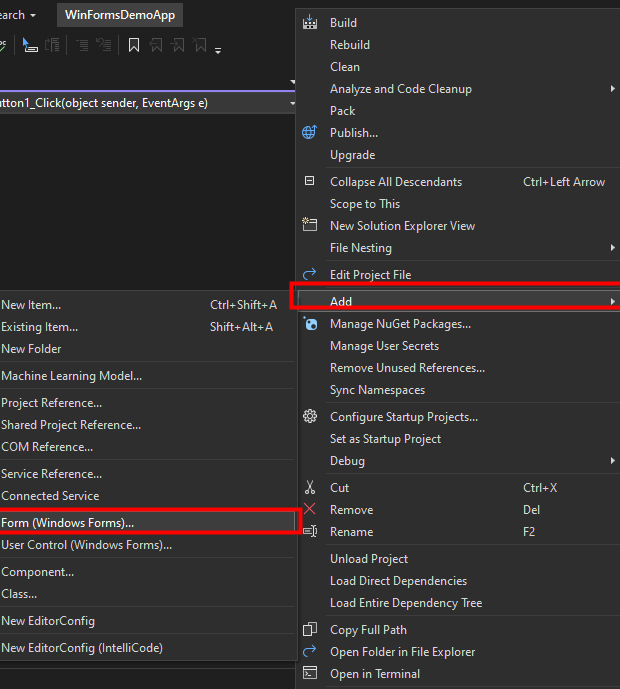 earch
WinFormsDemoApp
utton1_Click(object sender, EventArgs e)
Build
Rebuild
Clean
Analyze and Code Cleanup
Pack
Publish...
Upgrade
Collapse All Descendants Ctrl+Left Arrow
Scope to This
New Solution Explorer View
File Nesting
Edit Project File
Add
Manage NuGet Packages...
Manage User Secrets
Remove Unused References...
Sync Namespaces
Configure Startup Projects...
Set as Startup Project
Debug
Cut Ctrl+X
Remove Del
Rename F2
Unload Project
Load Direct Dependencies
Load Entire Dependency Tree
Copy Full Path
Open Folder in File Explorer
Open in Terminal
New Item... Ctrl+Shift+A
Existing Item... Shift+Alt+A
New Folder
Machine Learning Model...
Project Reference...
Shared Project Reference...
COM Reference...
Service Reference...
Connected Service
Form (Windows Forms)...
User Control (Windows Forms)...
Component...
Class...
New EditorConfig
New EditorConfig (IntelliCode)